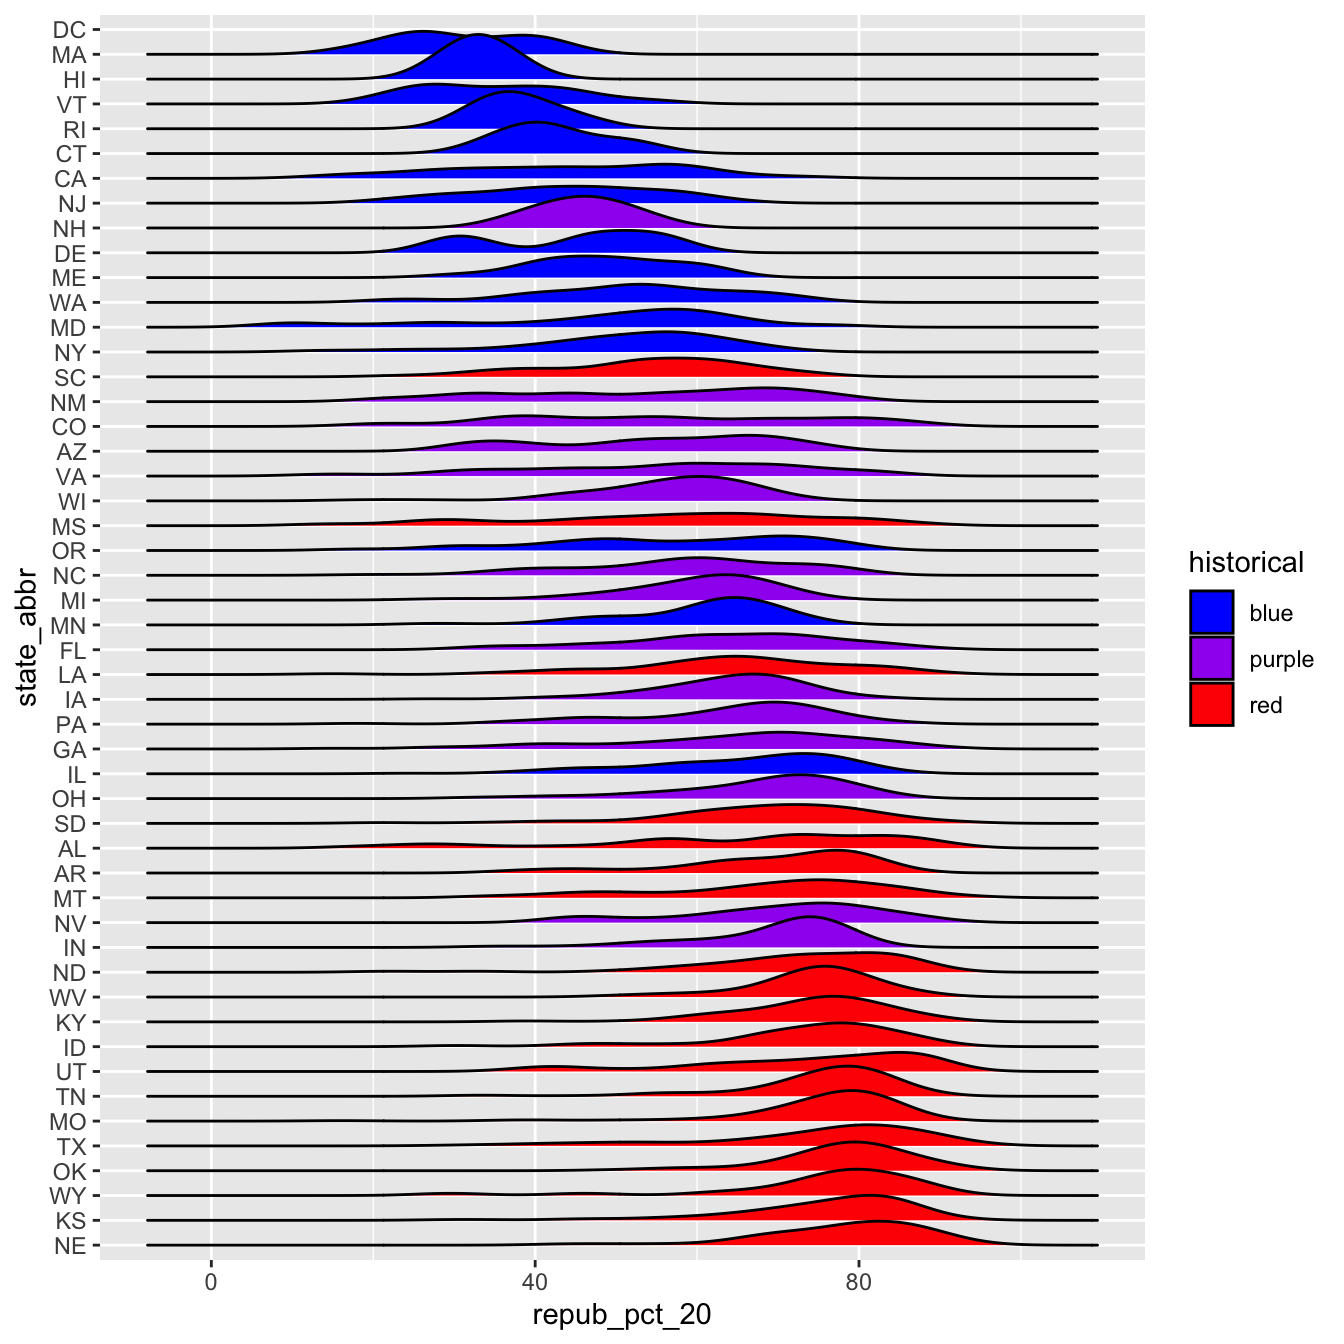 DC
MA
HI
VT
RI
CT
CA
NJ
NH
DE
ME
WA
MD
NY
SC
NM
CO
AZ
VA
WI
MS
OR
NC
MI
MN
FL
LA
IA
PA
GA
IL
OH
SD
AL
AR
MT
NV
IN
ND
WV
KY
ID
UT
TN
MO
TX
OK
WY
KS
NE
state_abbr
0 40 80
repub_pct_20
historical
blue
purple
red